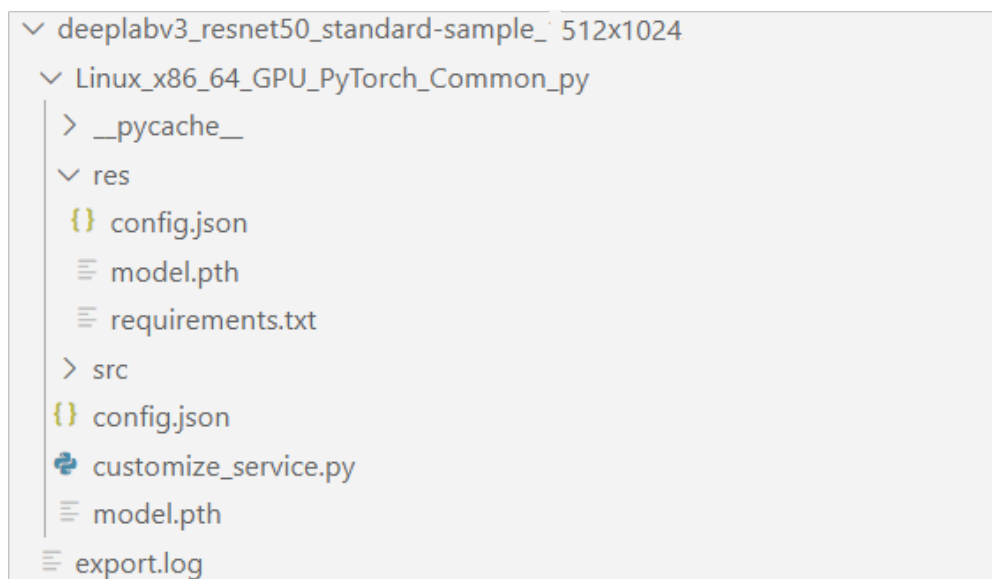 deeplabv3_resnet50_standard-sample_ 512x1024
Linux_x86_64_GPU_PyTorch_Common_py
__pycache__
res
{} config.json
model.pth
requirements.txt
src
{} config.json
customize_service.py
model.pth
export.log